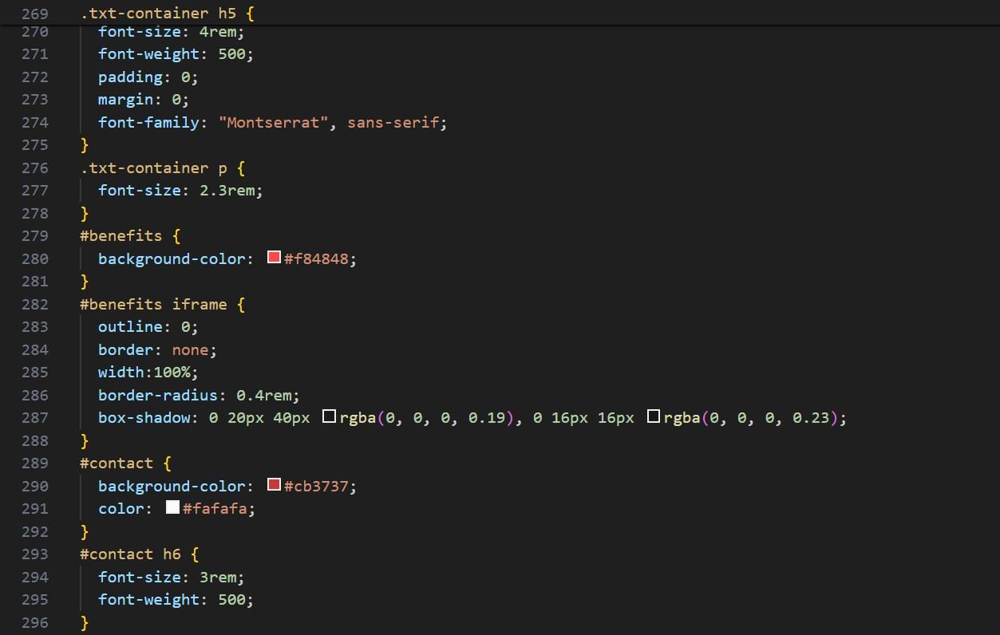 269 .txt-container h5 {
270 font-size: 4rem;
271 font-weight: 500;
272 padding: 0;
273 margin: 0;
274 font-family: "Montserrat", sans-serif;
275 }
276 .txt-container p {
277 font-size: 2.3rem;
278 }
279 #benefits {
280 background-color: #f84848;
281 }
282 #benefits iframe {
283 outline: 0;
284 border: none;
285 width:100%;
286 border-radius: 0.4rem;
287 box-shadow: 0 20px 40px rgba(0, 0, 0, 0.19), 0 16px 16px rgba(0, 0, 0, 0.23);
288 }
289 #contact {
290 background-color: #cb3737;
291 color: #fafafa;
292 }
293 #contact h6 {
294 font-size: 3rem;
295 font-weight: 500;
296 }